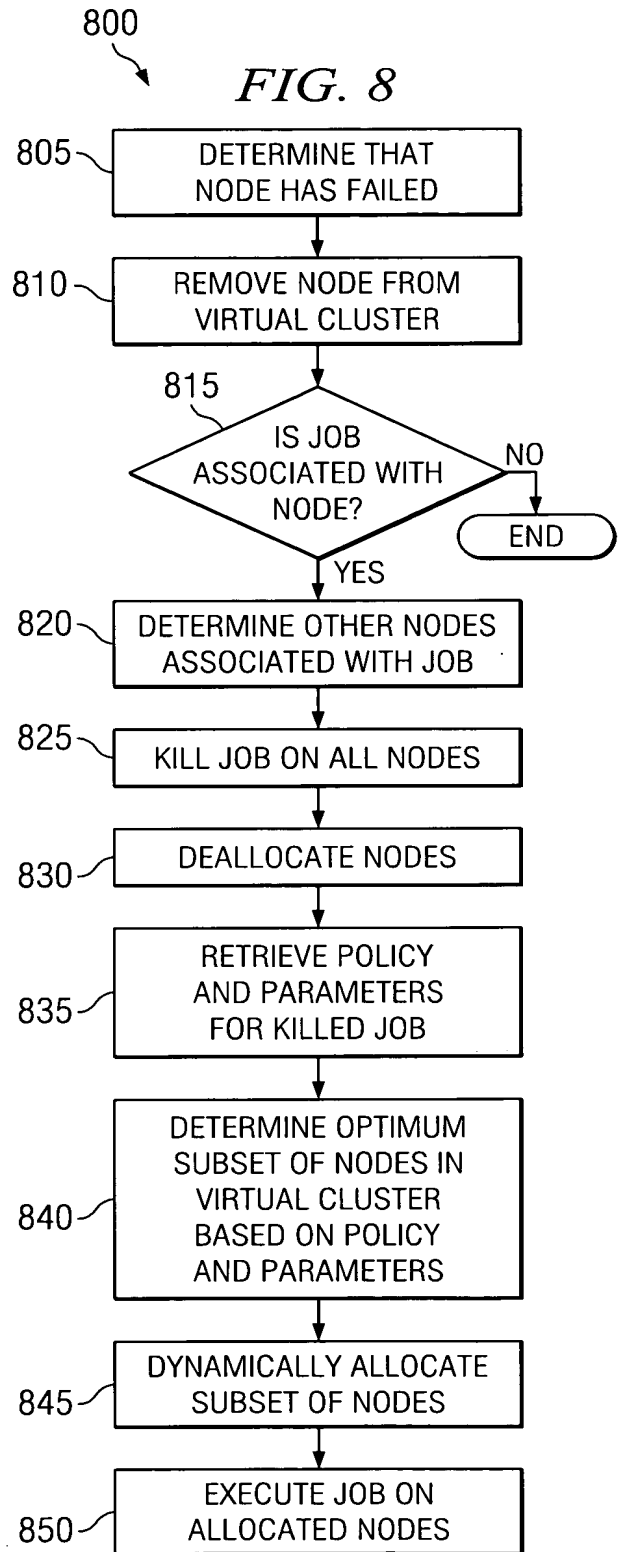 800
FIG. 8
805
DETERMINE THAT
NODE HAS FAILED
810
REMOVE NODE FROM
VIRTUAL CLUSTER
815
IS JOB
ASSOCIATED WITH
NODE?
NO
END
YES
820
DETERMINE OTHER NODES
ASSOCIATED WITH JOB
825
KILL JOB ON ALL NODES
830
DEALLOCATE NODES
835
RETRIEVE POLICY
AND PARAMETERS
FOR KILLED JOB
840
DETERMINE OPTIMUM
SUBSET OF NODES IN
VIRTUAL CLUSTER
BASED ON POLICY
AND PARAMETERS
845
DYNAMICALLY ALLOCATE
SUBSET OF NODES
850
EXECUTE JOB ON
ALLOCATED NODES